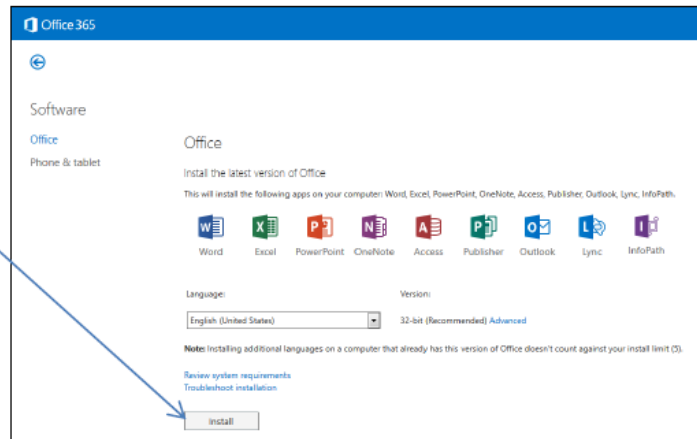 Office 365
Software
Office
Phone & tablet
Office
Install the latest version of Office
This will install the following apps on your computer: Word, Excel, PowerPoint, OneNote, Access, Publisher, Outlook, Lync, InfoPath.
Word Excel PowerPoint OneNote Access Publisher Outlook Lync InfoPath
Language: Version:
English (United States) 32-bit (Recommended) Advanced
Note: Installing additional languages on a computer that already has this version of Office doesn't count against your install limit (5).
Review system requirements
Troubleshoot installation
Install